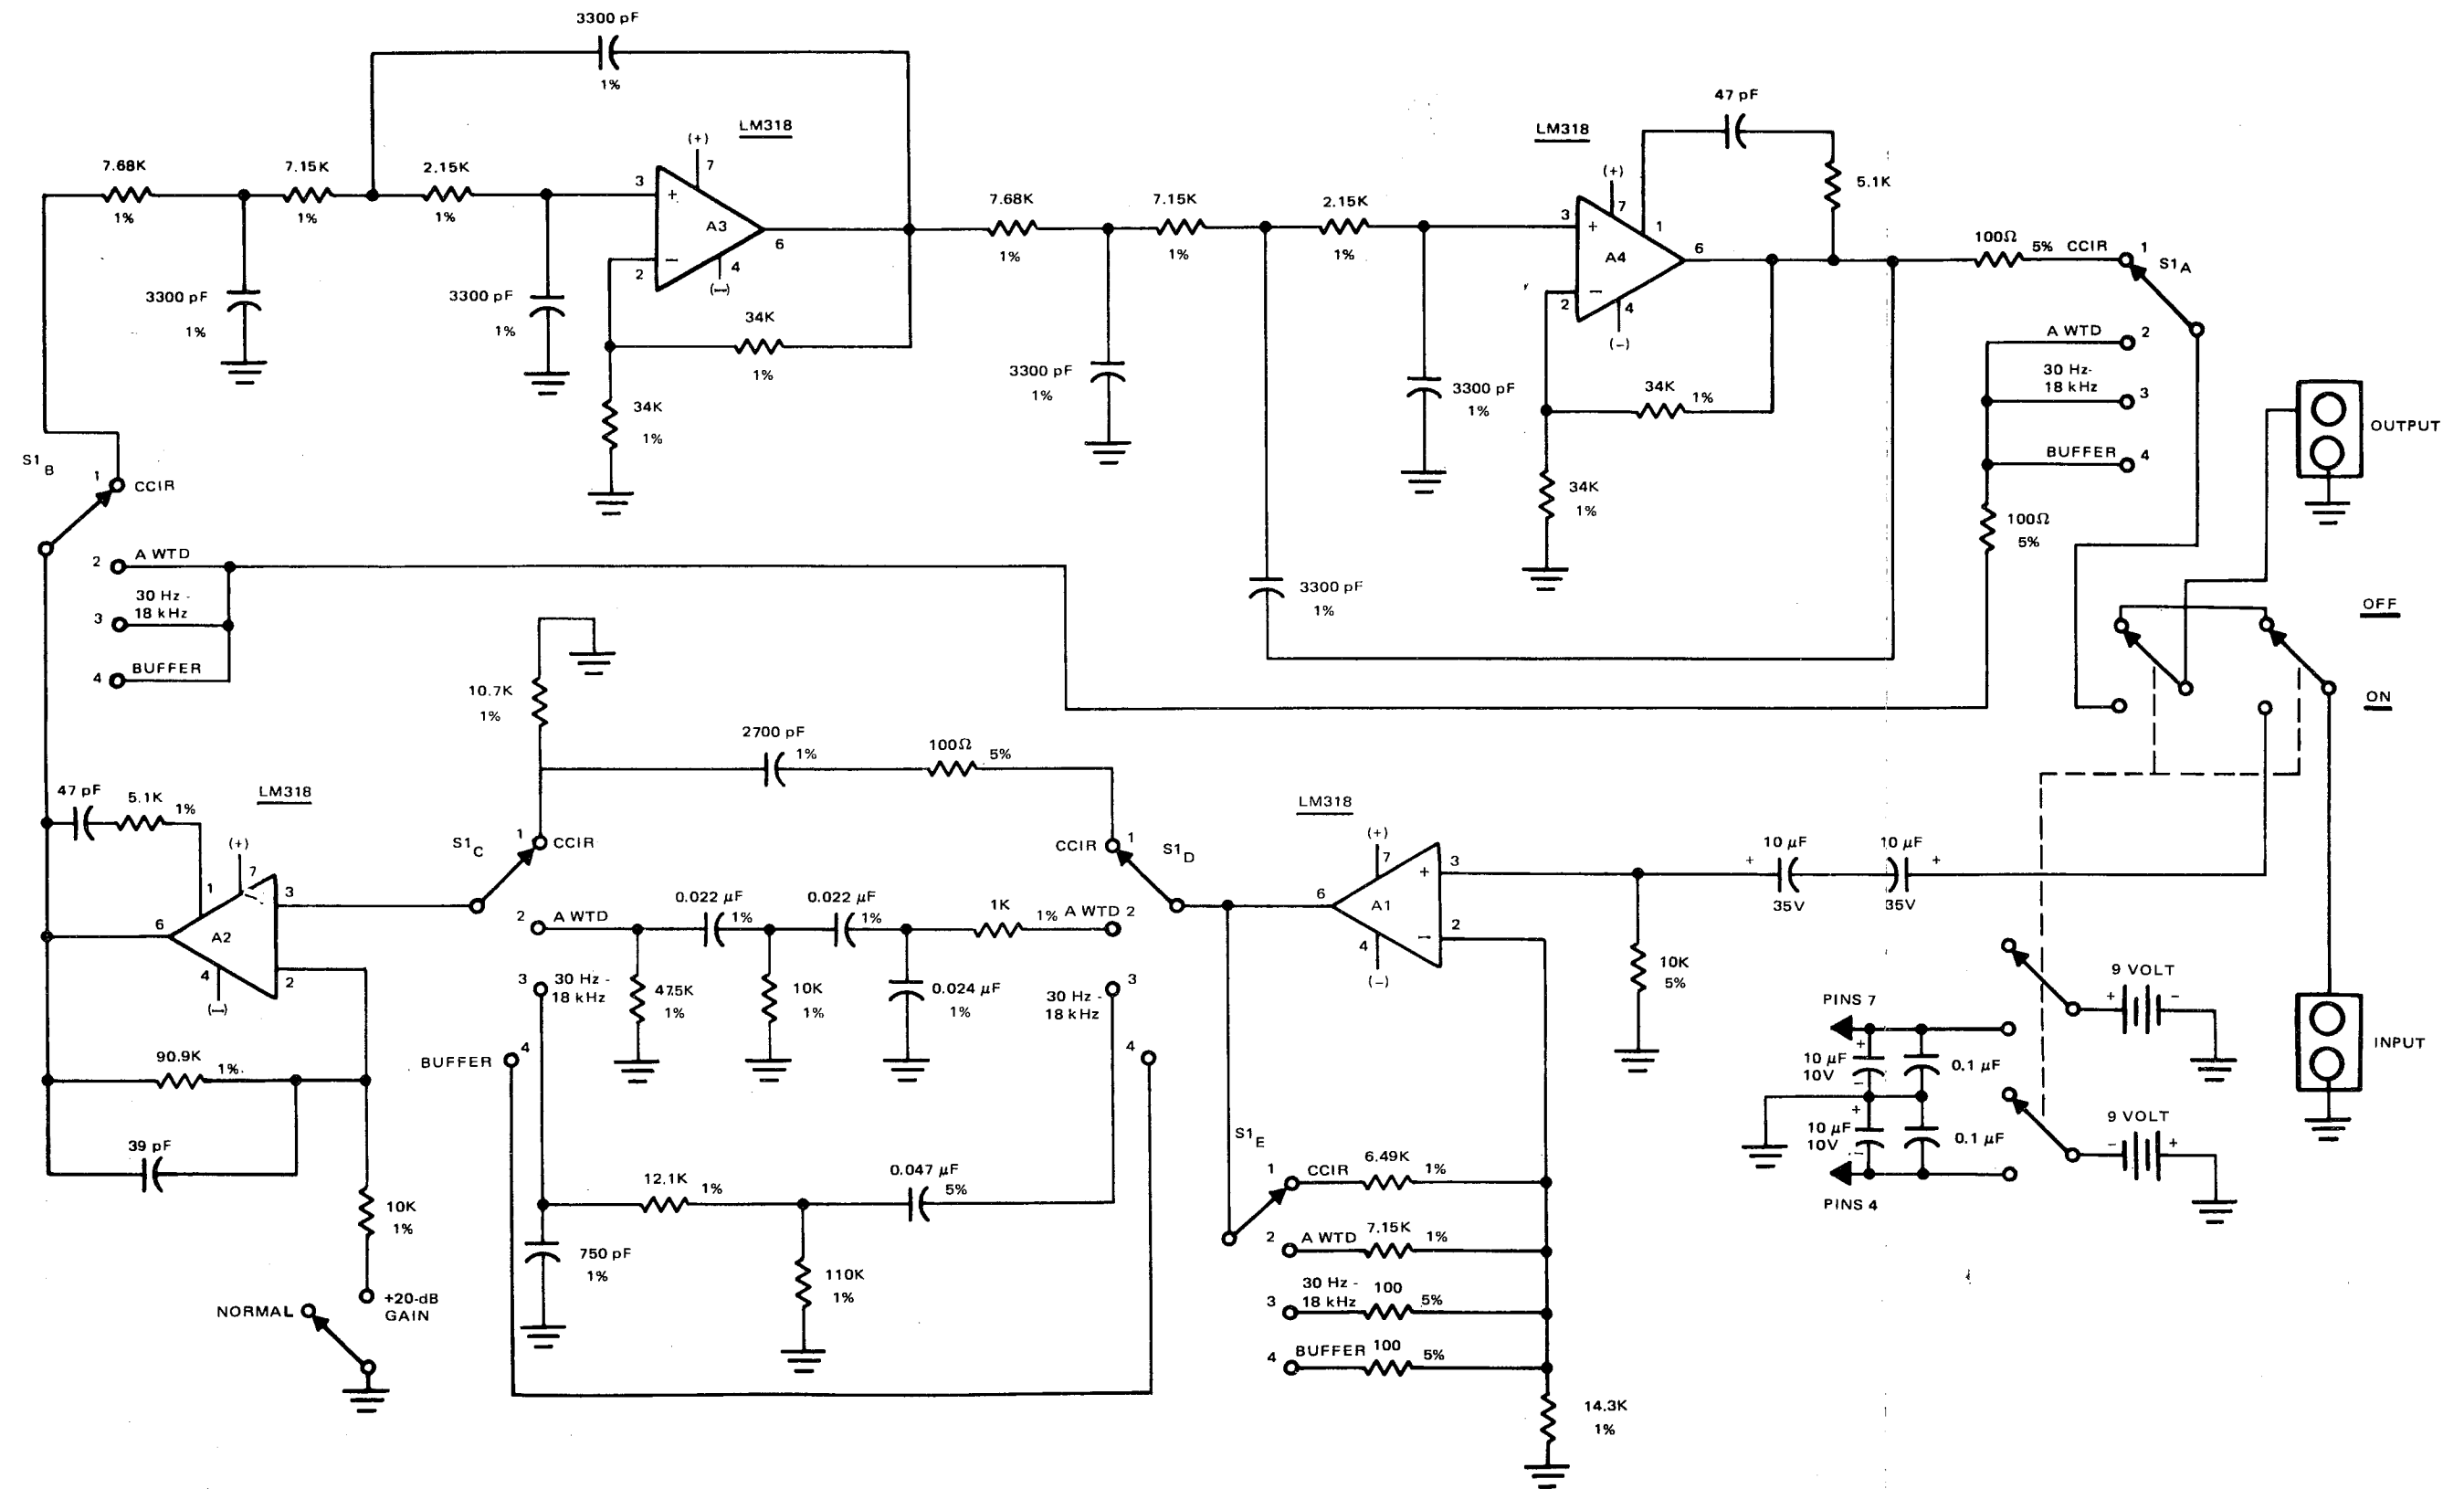 3300 pF
1%
LM318
7.68K
1%
7.15K
1%
2.15K
1%
(+)
7
3
+
A3
6
−
2
4
(−)
3300 pF
1%
3300 pF
1%
34K
1%
34K
1%
7.68K
1%
7.15K
1%
2.15K
1%
3300 pF
1%
3300 pF
1%
3300 pF
1%
LM318
47 pF
5.1K
(+)
7
1
3
+
A4
6
−
2
4
(−)
34K
1%
34K
1%
100Ω
5%
CCIR
1
S1A
A WTD
2
30 Hz-
18 kHz
3
BUFFER
4
100Ω
5%
OUTPUT
OFF
ON
S1B
1
CCIR
2
A WTD
30 Hz -
3
18 kHz
4
BUFFER
10.7K
1%
2700 pF
1%
100Ω
5%
47 pF
5.1K
1%
LM318
(+)
7
1
3
6
A2
4
2
(−)
90.9K
1%
39 pF
10K
1%
+20-dB
GAIN
NORMAL
S1C
1
CCIR
2
A WTD
0.022 µF
1%
0.022 µF
1%
1K
1%
A WTD 2
3
30 Hz -
18 kHz
475K
1%
10K
1%
0.024 µF
1%
30 Hz -
18 kHz
3
BUFFER
4
4
12.1K
1%
0.047 µF
5%
750 pF
1%
110K
1%
CCIR
1
S1D
LM318
(+)
7
3
+
6
A1
4
−
2
(−)
10K
5%
10 µF
+
35V
10 µF
+
35V
S1E
1
CCIR
6.49K
1%
2
A WTD
7.15K
1%
3
30 Hz -
18 kHz
100
5%
4
BUFFER
100
5%
14.3K
1%
PINS 7
+
10 µF
10V
−
0.1 µF
+
10 µF
10V
−
0.1 µF
PINS 4
9 VOLT
+
−
9 VOLT
−
+
INPUT